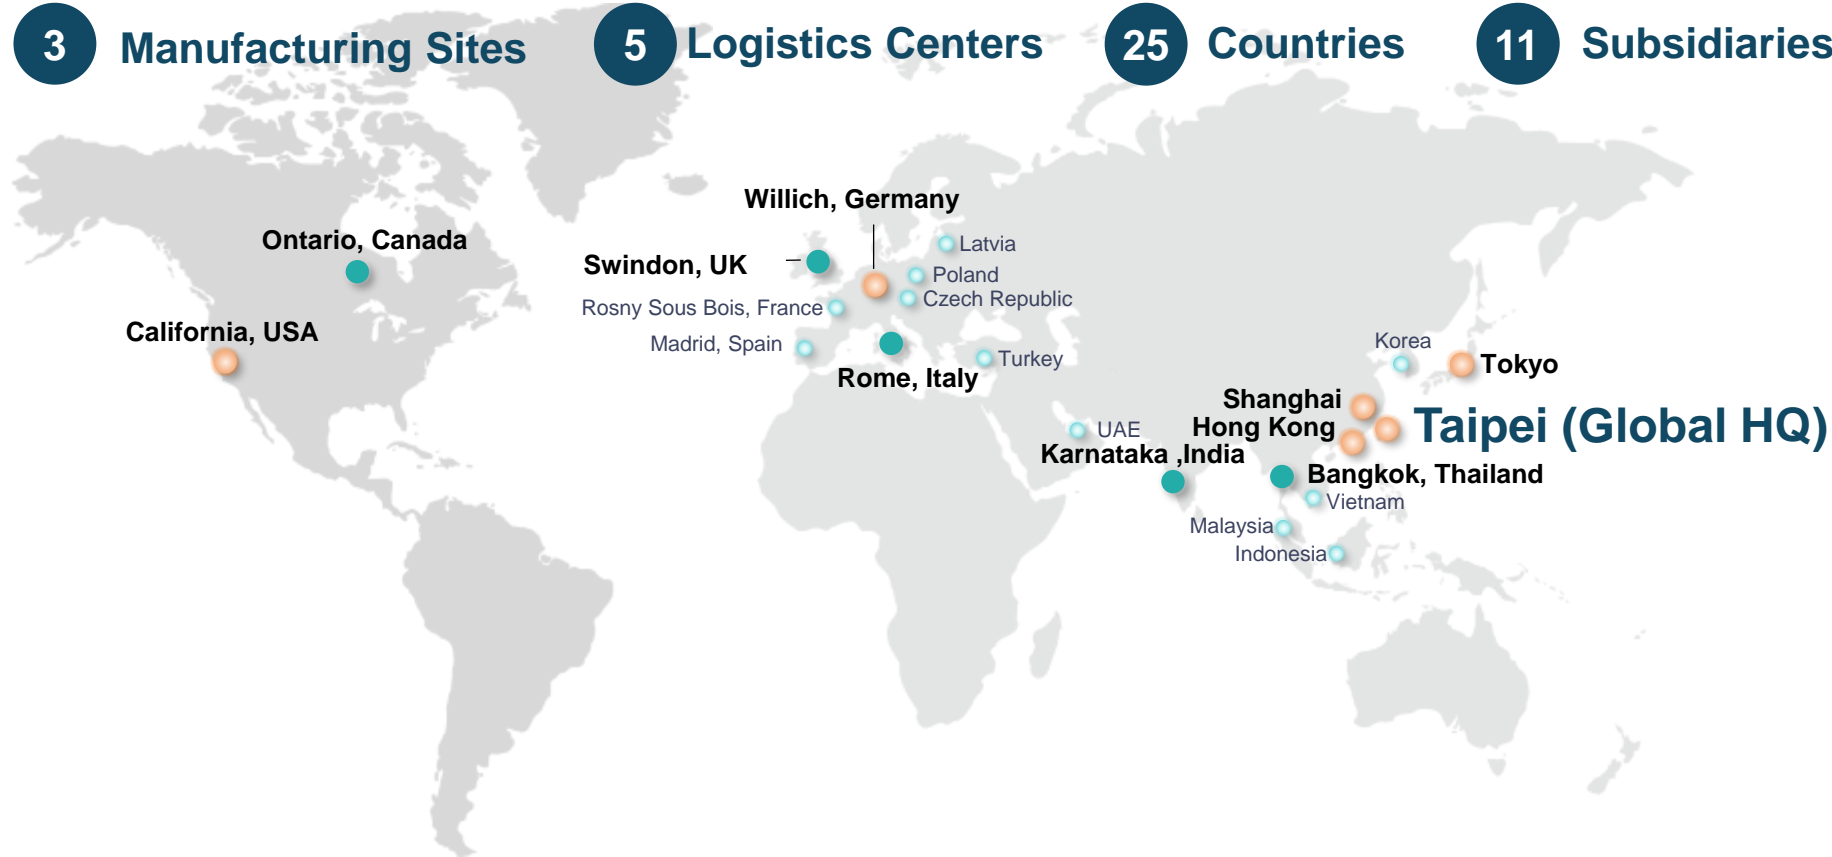 3 Manufacturing Sites
5 Logistics Centers
25 Countries
11 Subsidiaries
Willich, Germany
Ontario, Canada
Latvia
Swindon, UK
Poland
Czech Republic
Rosny Sous Bois, France
California, USA
Madrid, Spain
Turkey
Rome, Italy
Korea
Tokyo
Shanghai
Hong Kong
Taipei (Global HQ)
UAE
Karnataka ,India
Bangkok, Thailand
Vietnam
Malaysia
Indonesia